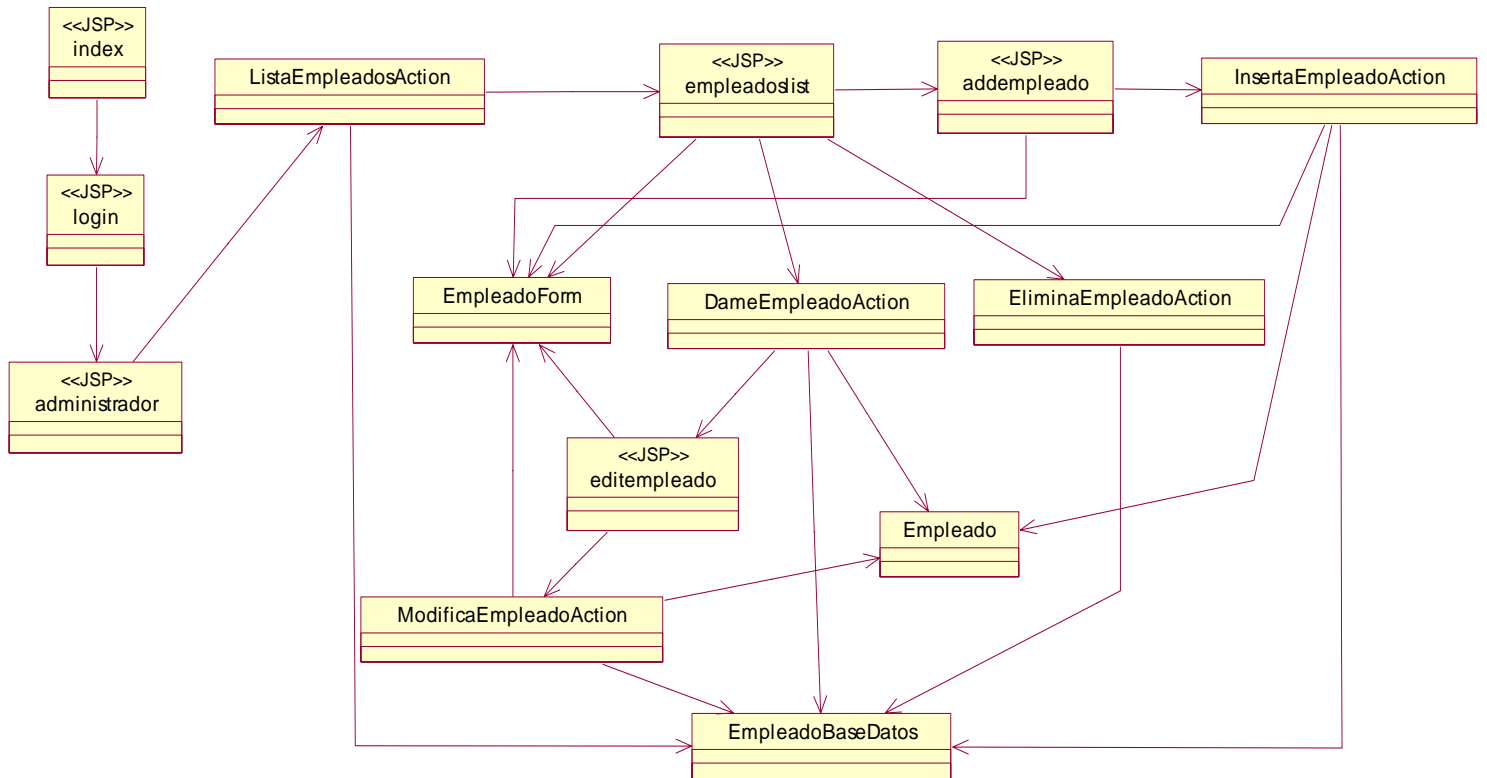 <<JSP>>
index
ListaEmpleadosAction
<<JSP>>
empleadoslist
<<JSP>>
addempleado
InsertaEmpleadoAction
<<JSP>>
login
EmpleadoForm
DameEmpleadoAction
EliminaEmpleadoAction
<<JSP>>
administrador
<<JSP>>
editempleado
Empleado
ModificaEmpleadoAction
EmpleadoBaseDatos